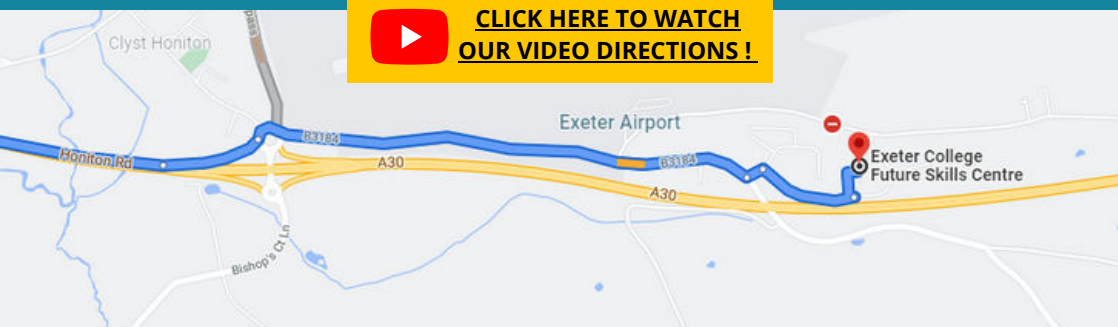 CLICK HERE TO WATCH
OUR VIDEO DIRECTIONS !
pass)
Clyst Honiton
Exeter Airport
B3184
Honiton Rd
A30
B3184
Exeter College
Future Skills Centre
A30
Bishop's Ct Ln